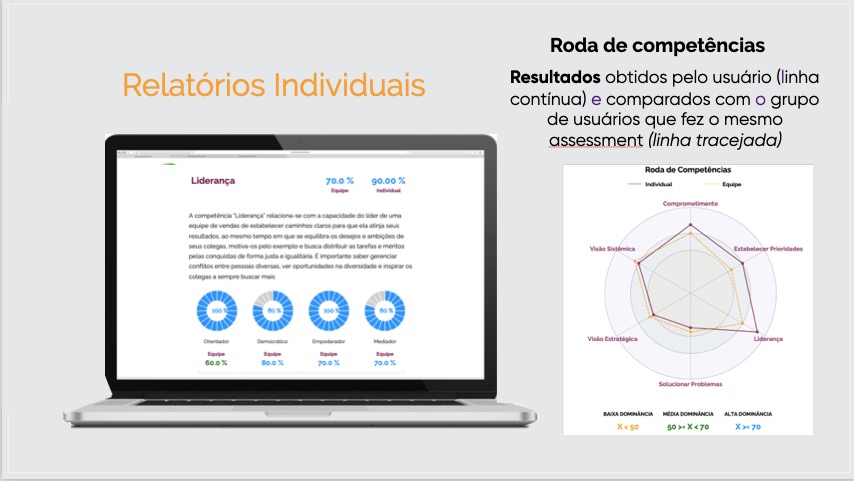 Relatórios Individuais
Liderança
70.0 %
90.00 %
Equipe
Individual
A competência "Liderança" relaciona-se com a capacidade do líder de uma
equipe de vendas de estabelecer caminhos claros para que ela atinja seus
resultados, ao mesmo tempo em que se equilibra os desejos e ambições de
seus colegas, motiva-os pelo exemplo e busca distribuir as tarefas e méritos
pelas conquistas de forma justa e igualitária. É importante saber gerenciar
conflitos entre pessoas diversas, ver oportunidades na diversidade e inspirar os
colegas a sempre buscar mais.
100 %
80 %
100 %
80 %
Orientador
Democrático
Empoderador
Mediador
Equipe
Equipe
Equipe
Equipe
60.0 %
80.0 %
70.0 %
70.0 %
Roda de competências
Resultados obtidos pelo usuário (linha
contínua) e comparados com o grupo
de usuários que fez o mesmo
assessment (linha tracejada)
Roda de Competências
Individual
Equipe
Comprometimento
Visão Sistêmica
Estabelecer Prioridades
Visão Estratégica
Liderança
Solucionar Problemas
BAIXA DOMINÂNCIA
MÉDIA DOMINÂNCIA
ALTA DOMINÂNCIA
X < 50
50 >= X < 70
X >= 70